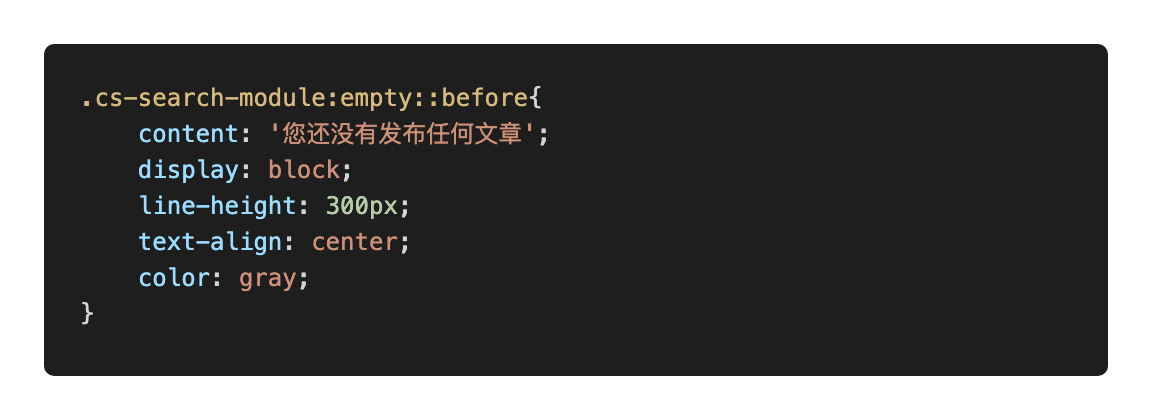 .cs-search-module:empty::before{
    content: '您还没有发布任何文章';
    display: block;
    line-height: 300px;
    text-align: center;
    color: gray;
}